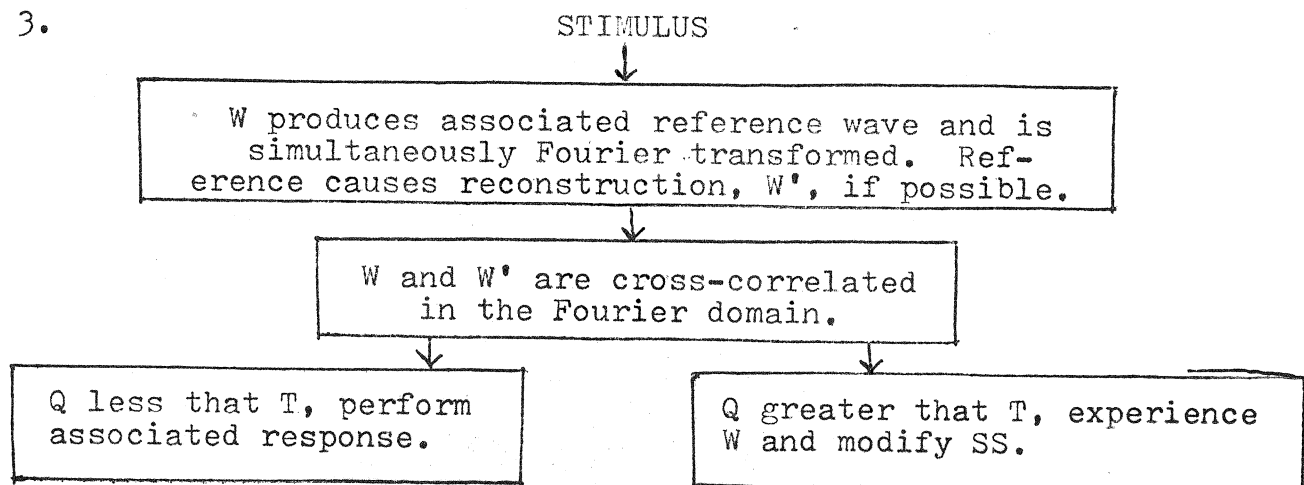 3.
STIMULUS
W produces associated reference wave and is
simultaneously Fourier transformed. Ref-
erence causes reconstruction, W', if possible.
W and W' are cross-correlated
in the Fourier domain.
Q less that T, perform
associated response.
Q greater that T, experience
W and modify SS.